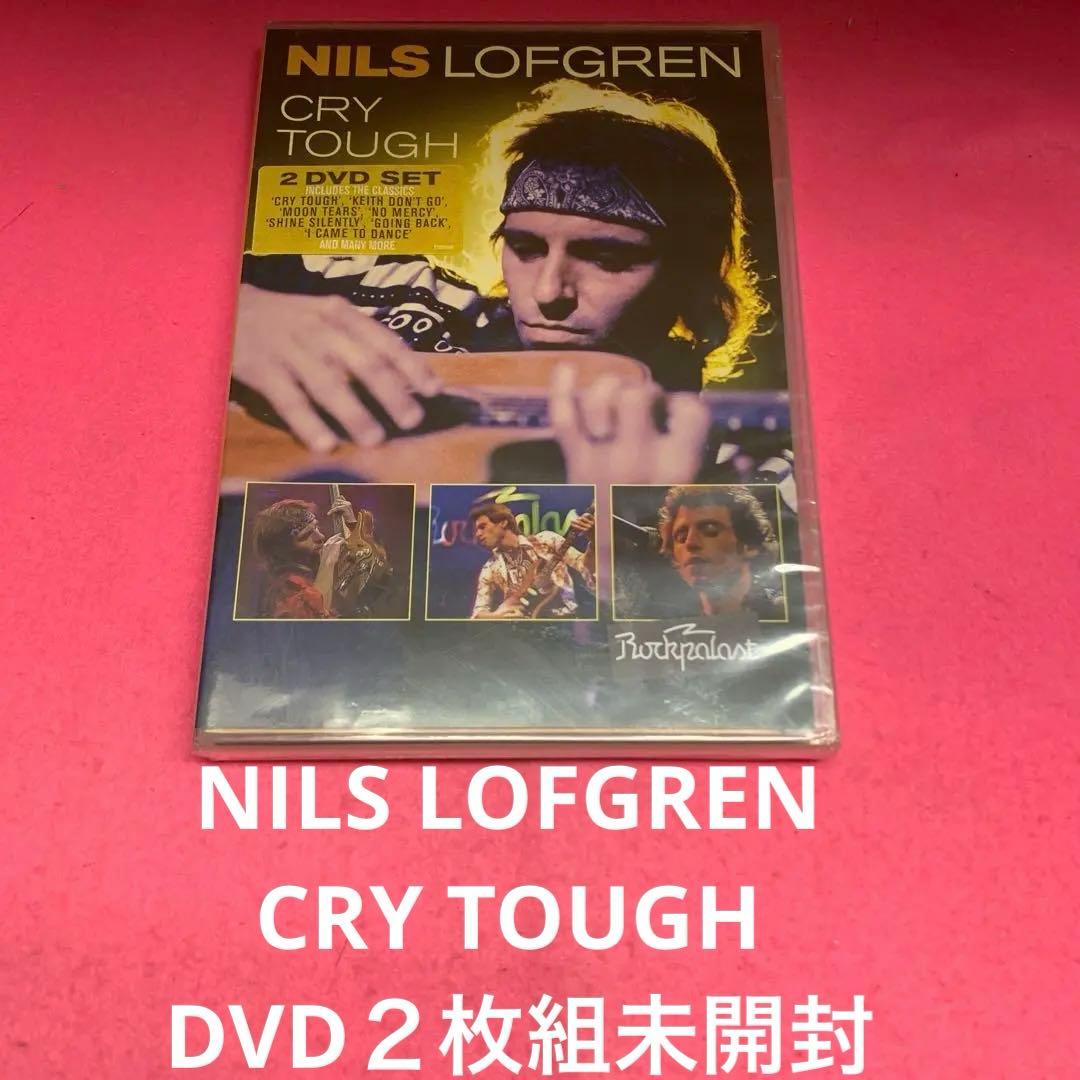 NILS LOFGREN
CRY
TOUGH
2 DVD SET
INCLUDES THE CLASSICS
'CRY TOUGH', 'KEITH DON'T GO',
'MOON TEARS', 'NO MERCY',
'SHINE SILENTLY', 'GOING BACK',
'I CAME TO DANCE'
AND MANY MORE
Rockpalast
NILS LOFGREN
CRY TOUGH
DVD２枚組未開封